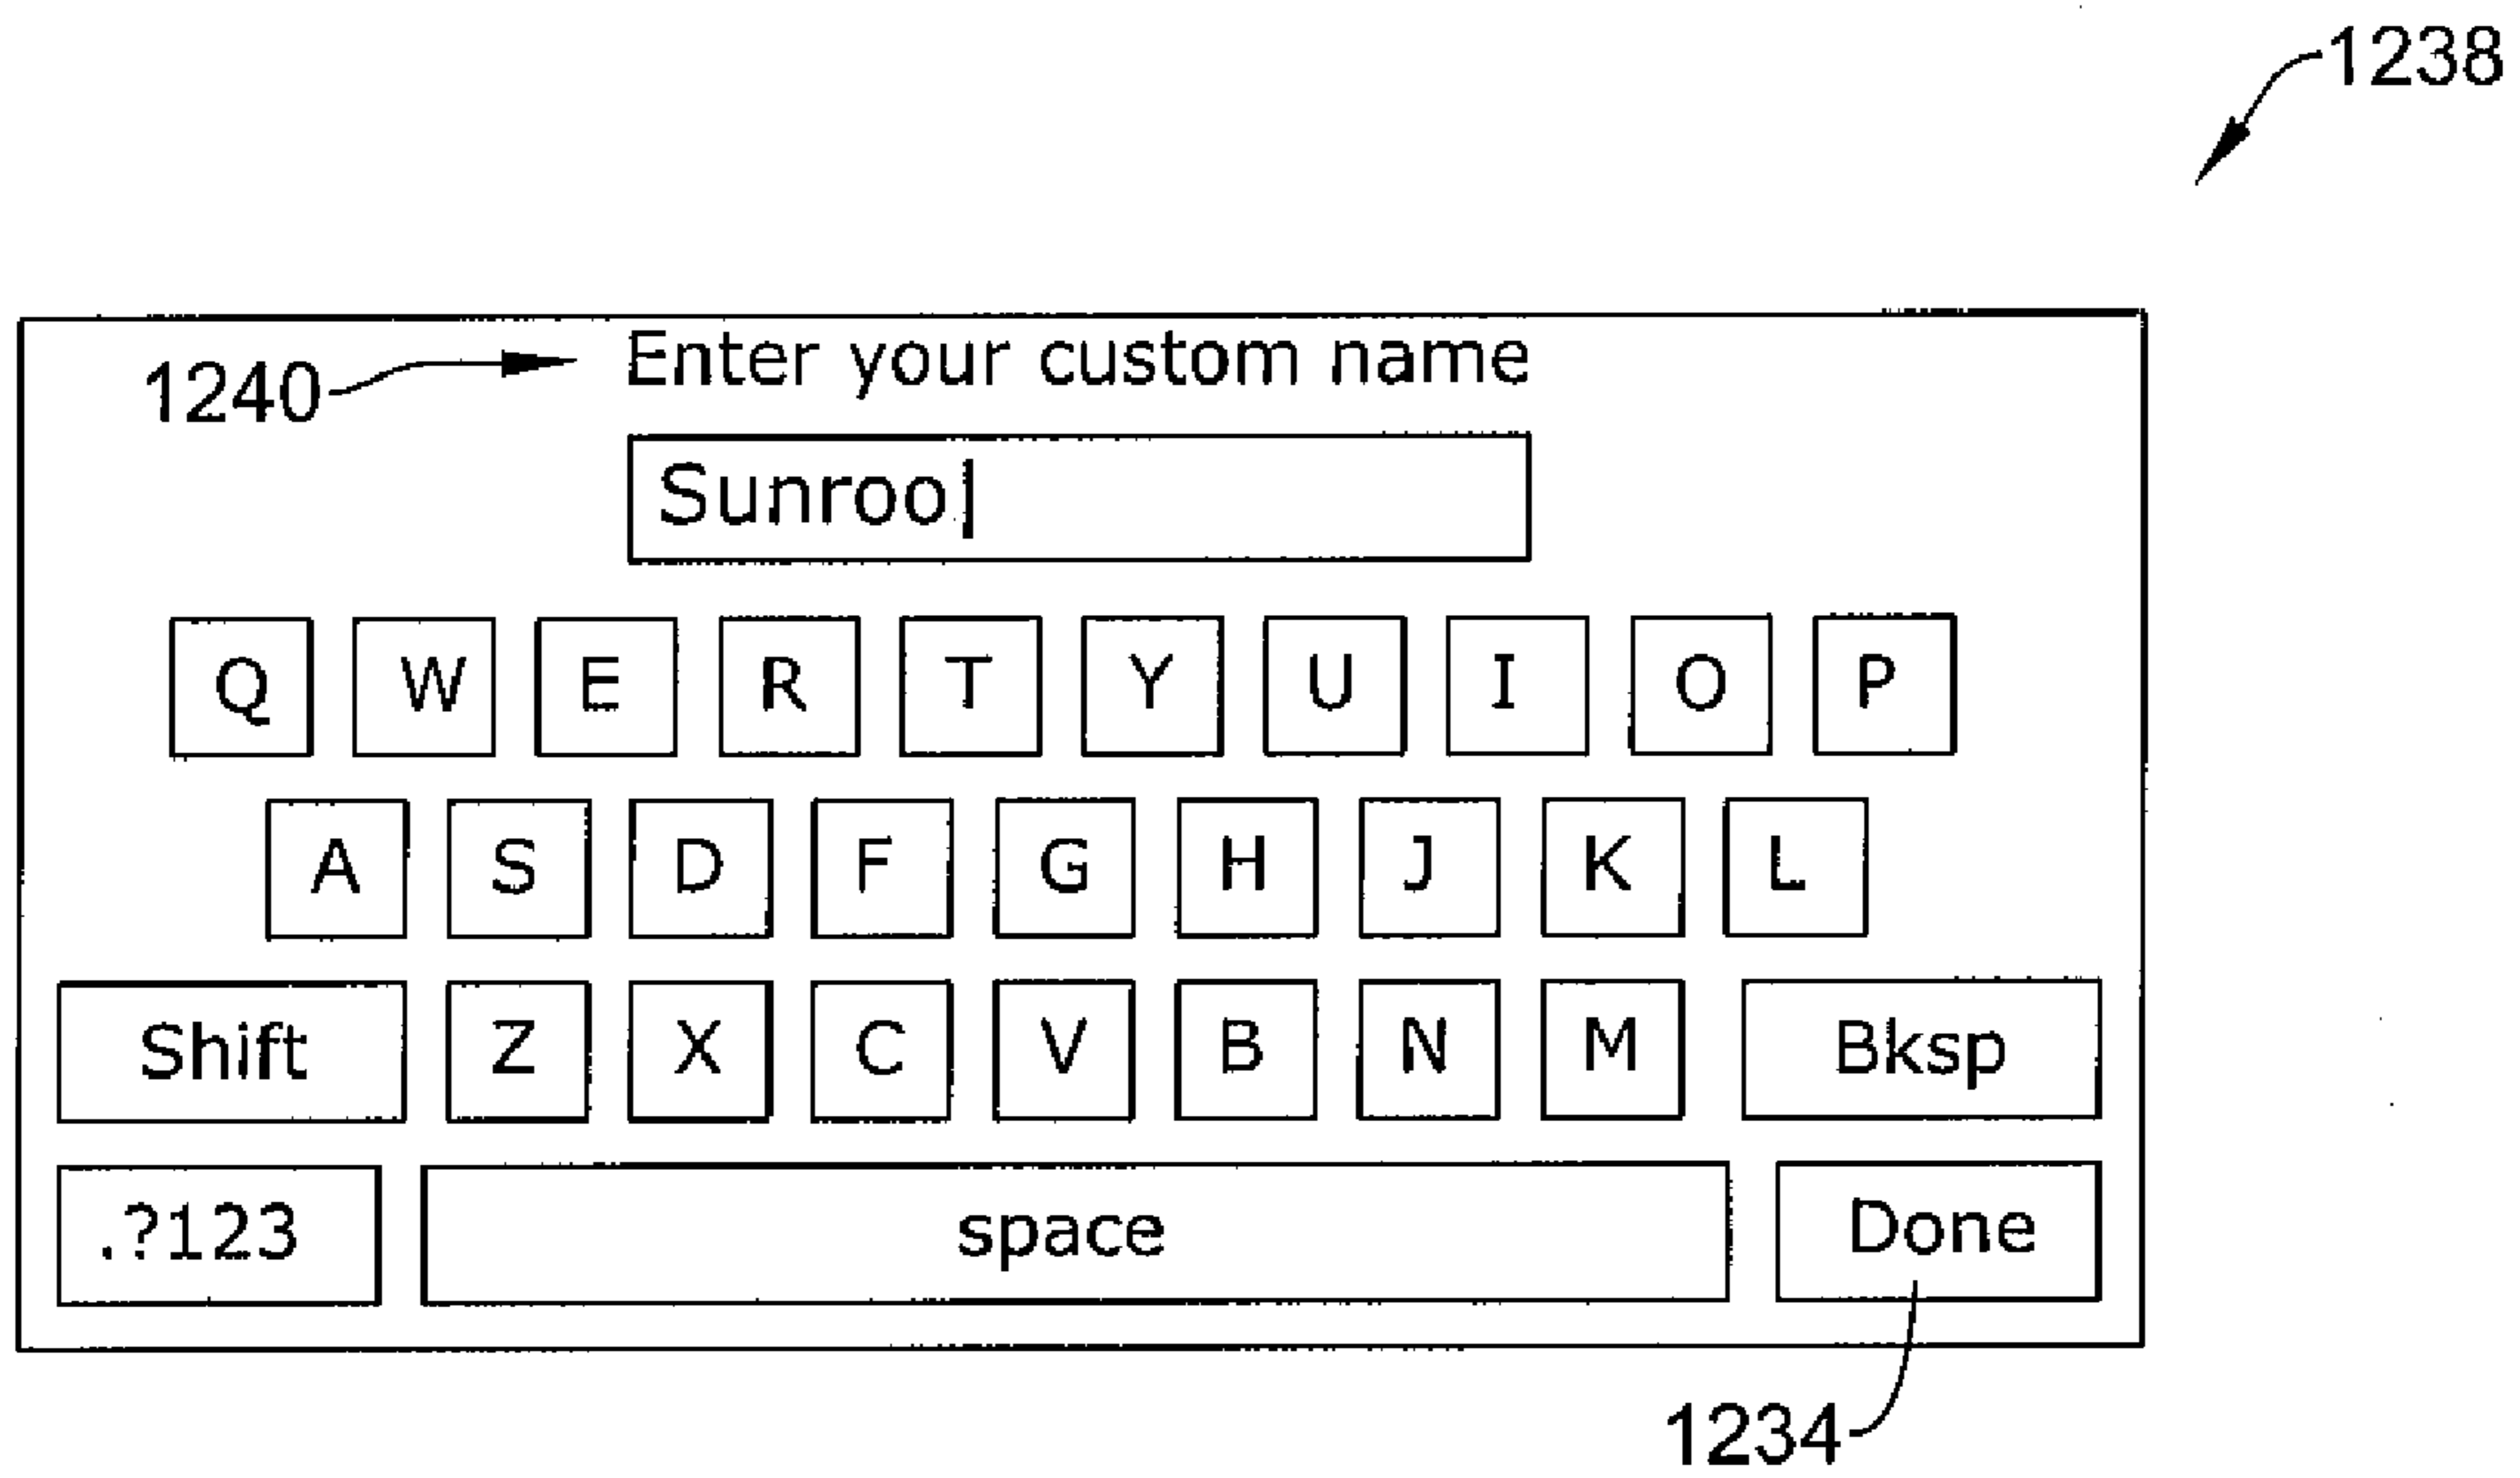 1238
1240 Enter your custom name
Sunroo
Q W E R T Y U I O P
A S D F G H J K L
Shift Z X C V B N M Bksp
.?123 space Done
1234